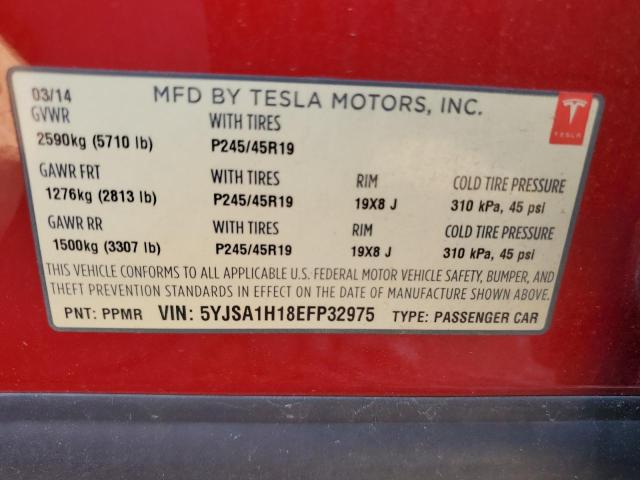 03/14 MFD BY TESLA MOTORS, INC.
GVWR WITH TIRES
2590kg (5710 lb) P245/45R19
TESLA
GAWR FRT WITH TIRES RIM COLD TIRE PRESSURE
1276kg (2813 lb) P245/45R19 19X8 J 310 kPa, 45 psi
GAWR RR WITH TIRES RIM COLD TIRE PRESSURE
1500kg (3307 lb) P245/45R19 19X8 J 310 kPa, 45 psi
THIS VEHICLE CONFORMS TO ALL APPLICABLE U.S. FEDERAL MOTOR VEHICLE SAFETY, BUMPER, AND
THEFT PREVENTION STANDARDS IN EFFECT ON THE DATE OF MANUFACTURE SHOWN ABOVE.
PNT: PPMR VIN: 5YJSA1H18EFP32975 TYPE: PASSENGER CAR